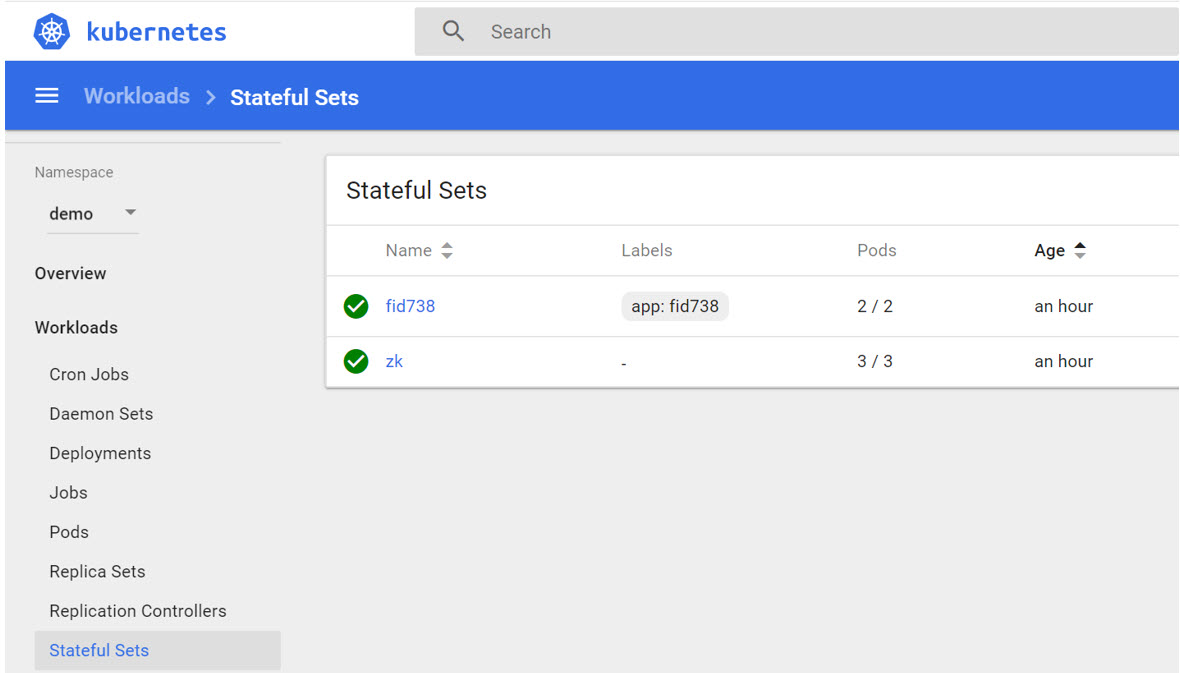 kubernetes
Search
Workloads > Stateful Sets
Namespace
demo
Overview
Workloads
Cron Jobs
Daemon Sets
Deployments
Jobs
Pods
Replica Sets
Replication Controllers
Stateful Sets
Stateful Sets
Name Labels Pods Age
fid738 app: fid738 2 / 2 an hour
zk - 3 / 3 an hour